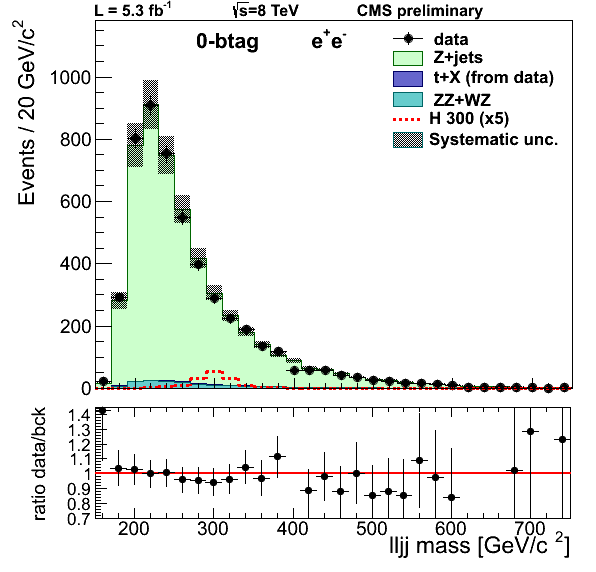 L = 5.3 fb-1 √s=8 TeV CMS preliminary
0-btag e+e-
data
Z+jets
t+X (from data)
ZZ+WZ
H 300 (x5)
Systematic unc.
Events / 20 GeV/c2
1000
800
600
400
200
0
ratio data/bck
1.4
1.3
1.2
1.1
1
0.9
0.8
0.7
200 300 400 500 600 700
lljj mass [GeV/c 2]